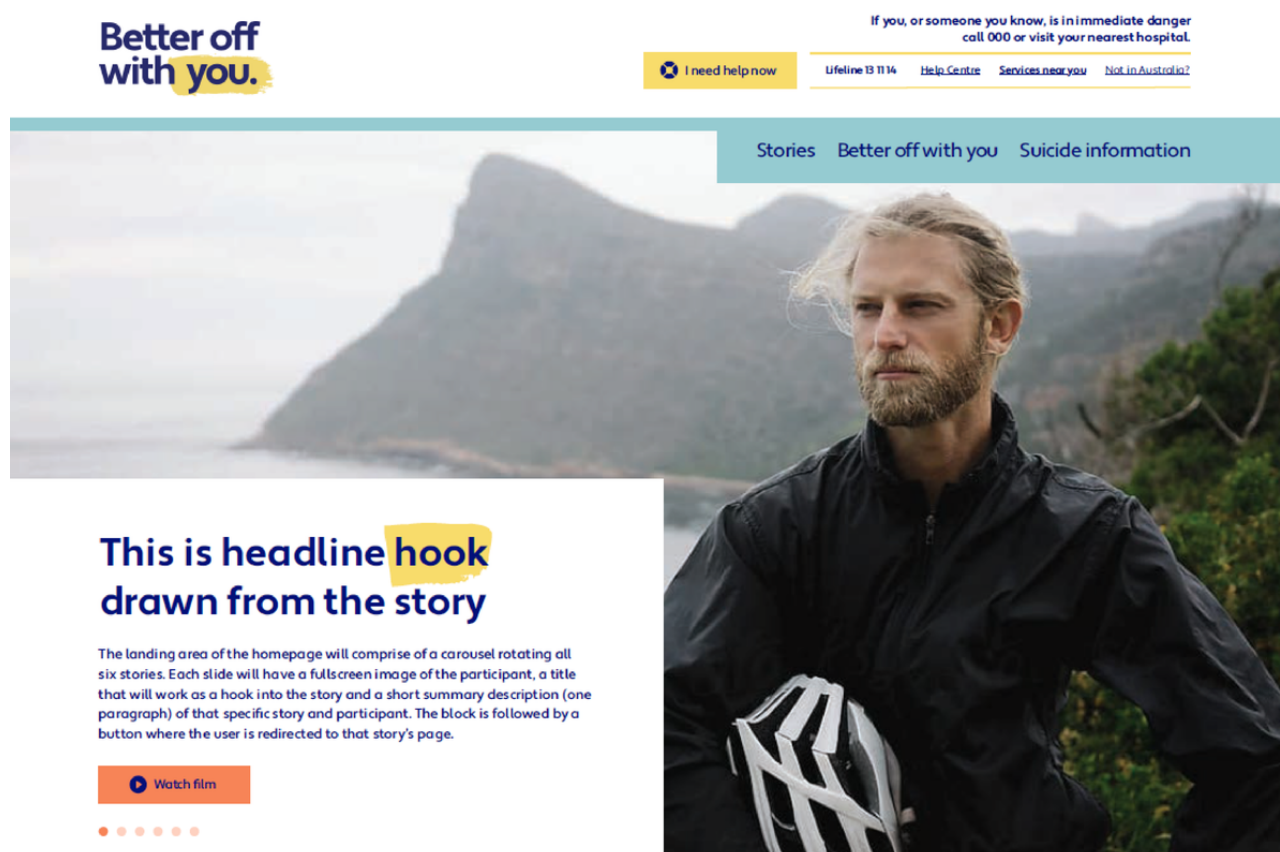 Better off
with you.
If you, or someone you know, is in immediate danger
call 000 or visit your nearest hospital.
I need help now
Lifeline 13 11 14
Help Centre
Services near you
Not in Australia?
Stories
Better off with you
Suicide information
This is headline hook
drawn from the story
The landing area of the homepage will comprise of a carousel rotating all
six stories. Each slide will have a fullscreen image of the participant, a title
that will work as a hook into the story and a short summary description (one
paragraph) of that specific story and participant. The block is followed by a
button where the user is redirected to that story's page.
Watch film